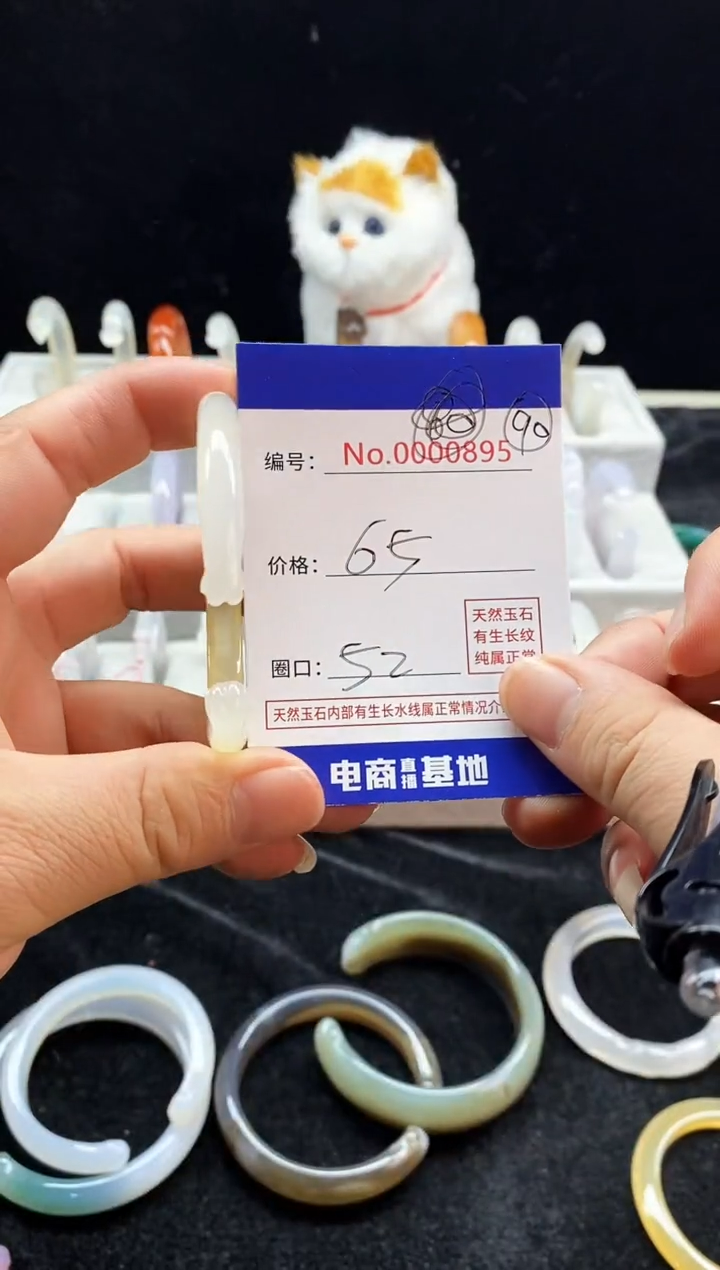 90
编号： No.0000895
价格： 65
天然玉石
有生长纹
纯属正常
圈口： 52
天然玉石内部有生长水线属正常情况介
电商直播基地